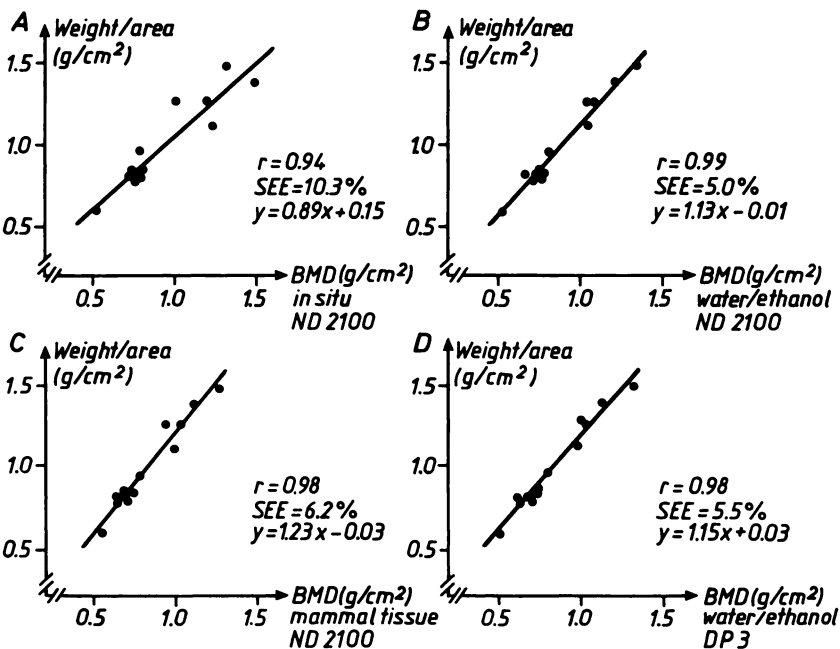 A
Weight/area
(g/cm²)
1.5
1.0
0.5
r=0.94
SEE=10.3%
y=0.89x+0.15
0.5 1.0 1.5
BMD(g/cm²)
in situ
ND 2100
B
Weight/area
(g/cm²)
1.5
1.0
0.5
r=0.99
SEE=5.0%
y=1.13x-0.01
0.5 1.0 1.5
BMD(g/cm²)
water/ethanol
ND 2100
C
Weight/area
(g/cm²)
1.5
1.0
0.5
r=0.98
SEE=6.2%
y=1.23x-0.03
0.5 1.0 1.5
BMD(g/cm²)
mammal tissue
ND 2100
D
Weight/area
(g/cm²)
1.5
1.0
0.5
r=0.98
SEE=5.5%
y=1.15x+0.03
0.5 1.0 1.5
BMD(g/cm²)
water/ethanol
DP 3